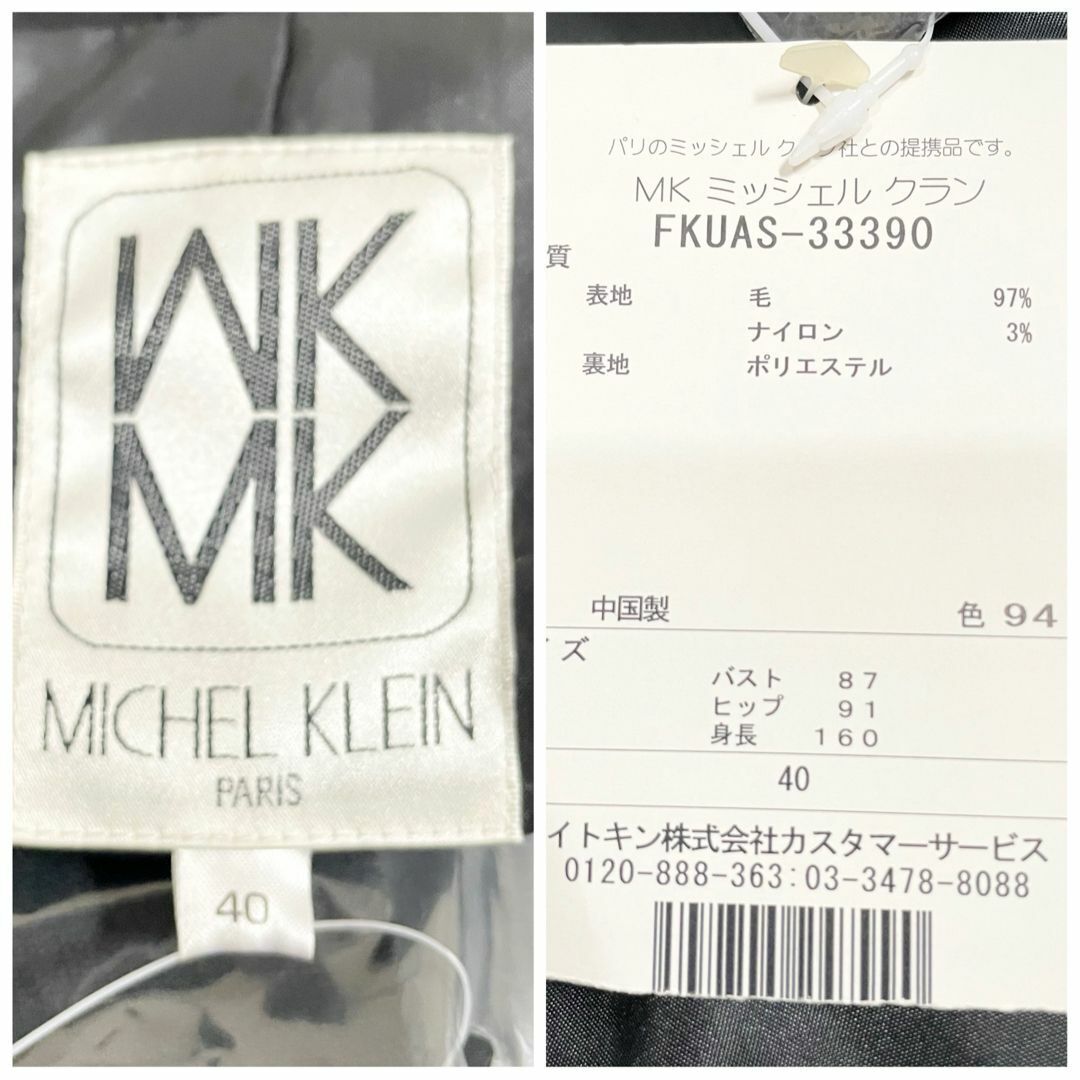 MK
MK
MICHEL KLEIN
PARIS
40
パリのミッシェル ク 社との提携品です。
MK ミッシェル クラン
FKUAS-33390
質
表地 毛 97%
ナイロン 3%
裏地 ポリエステル
中国製 色 94
イズ
バスト 87
ヒップ 91
身長 160
40
イトキン株式会社カスタマーサービス
0120-888-363:03-3478-8088